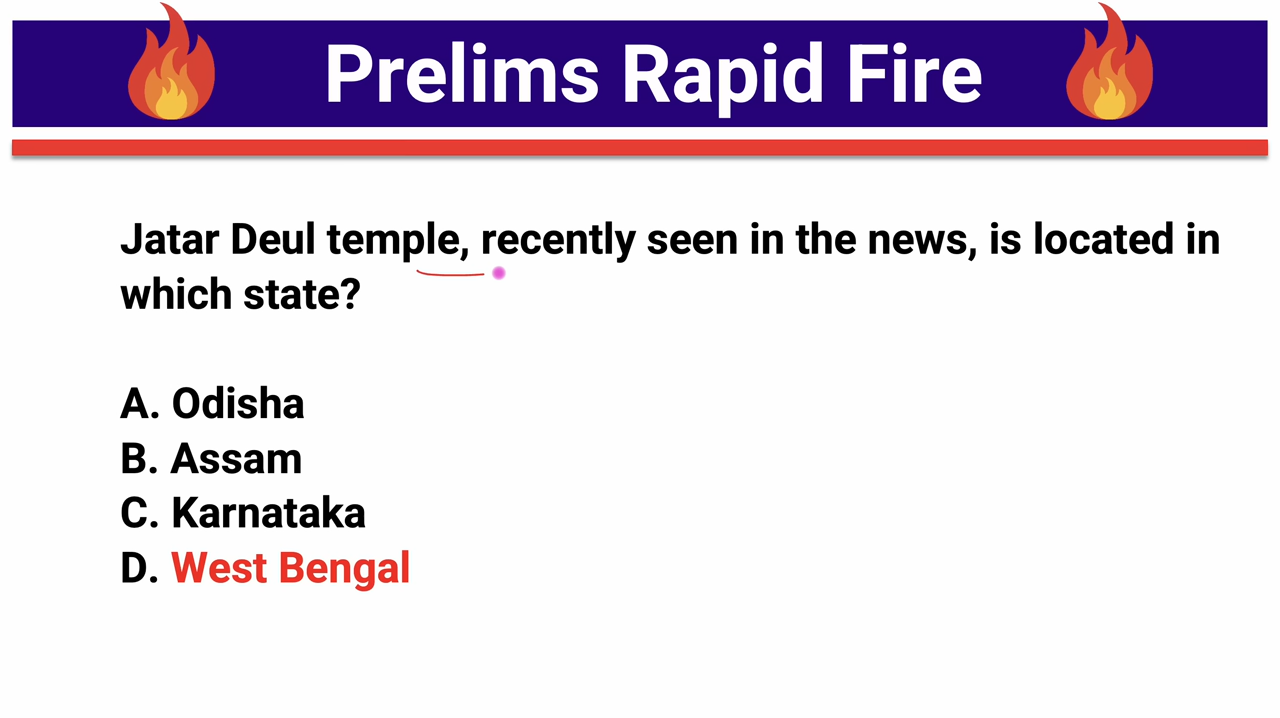 Prelims Rapid Fire
Jatar Deul temple, recently seen in the news, is located in
which state?
A. Odisha
B. Assam
C. Karnataka
D. West Bengal